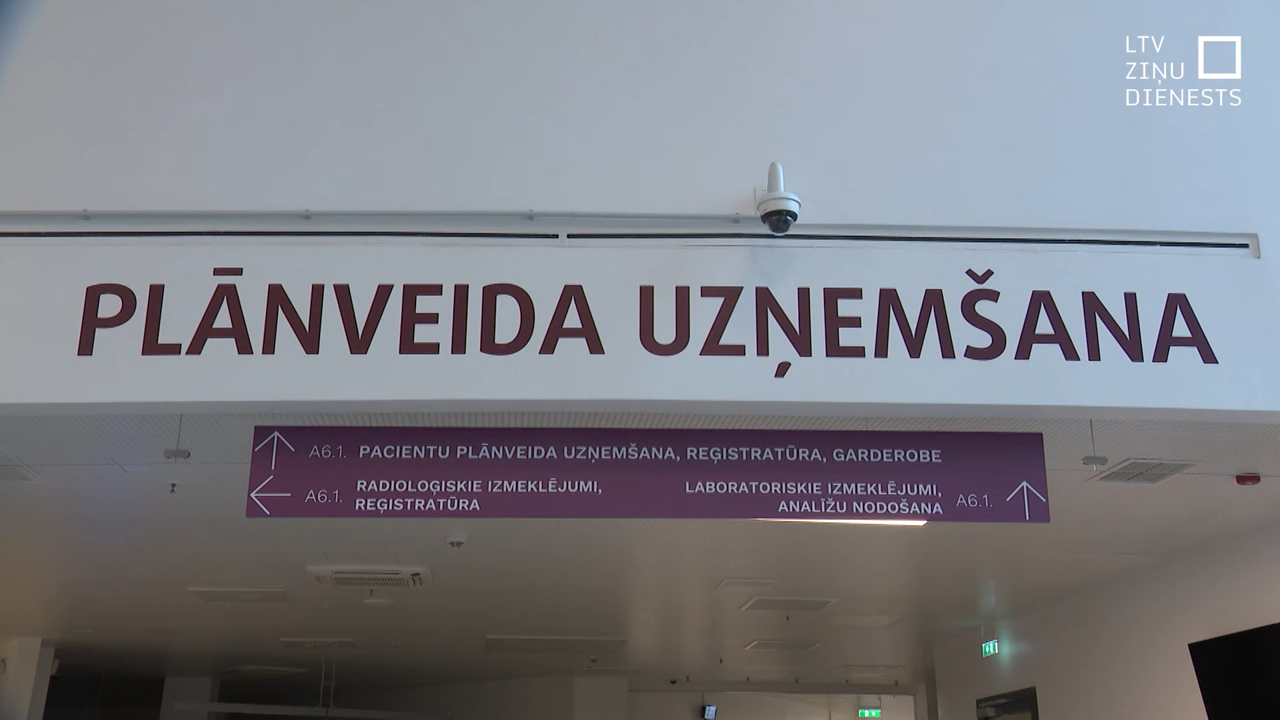 LTV
ZIŅU
DIENESTS
PLĀNVEIDA UZŅEMŠANA
A6.1. PACIENTU PLĀNVEIDA UZŅEMŠANA, REĢISTRATŪRA, GARDEROBE
A6.1. RADIOLOĢISKIE IZMEKLĒJUMI,
REĢISTRATŪRA
LABORATORISKIE IZMEKLĒJUMI,
ANALĪŽU NODOŠANA A6.1.